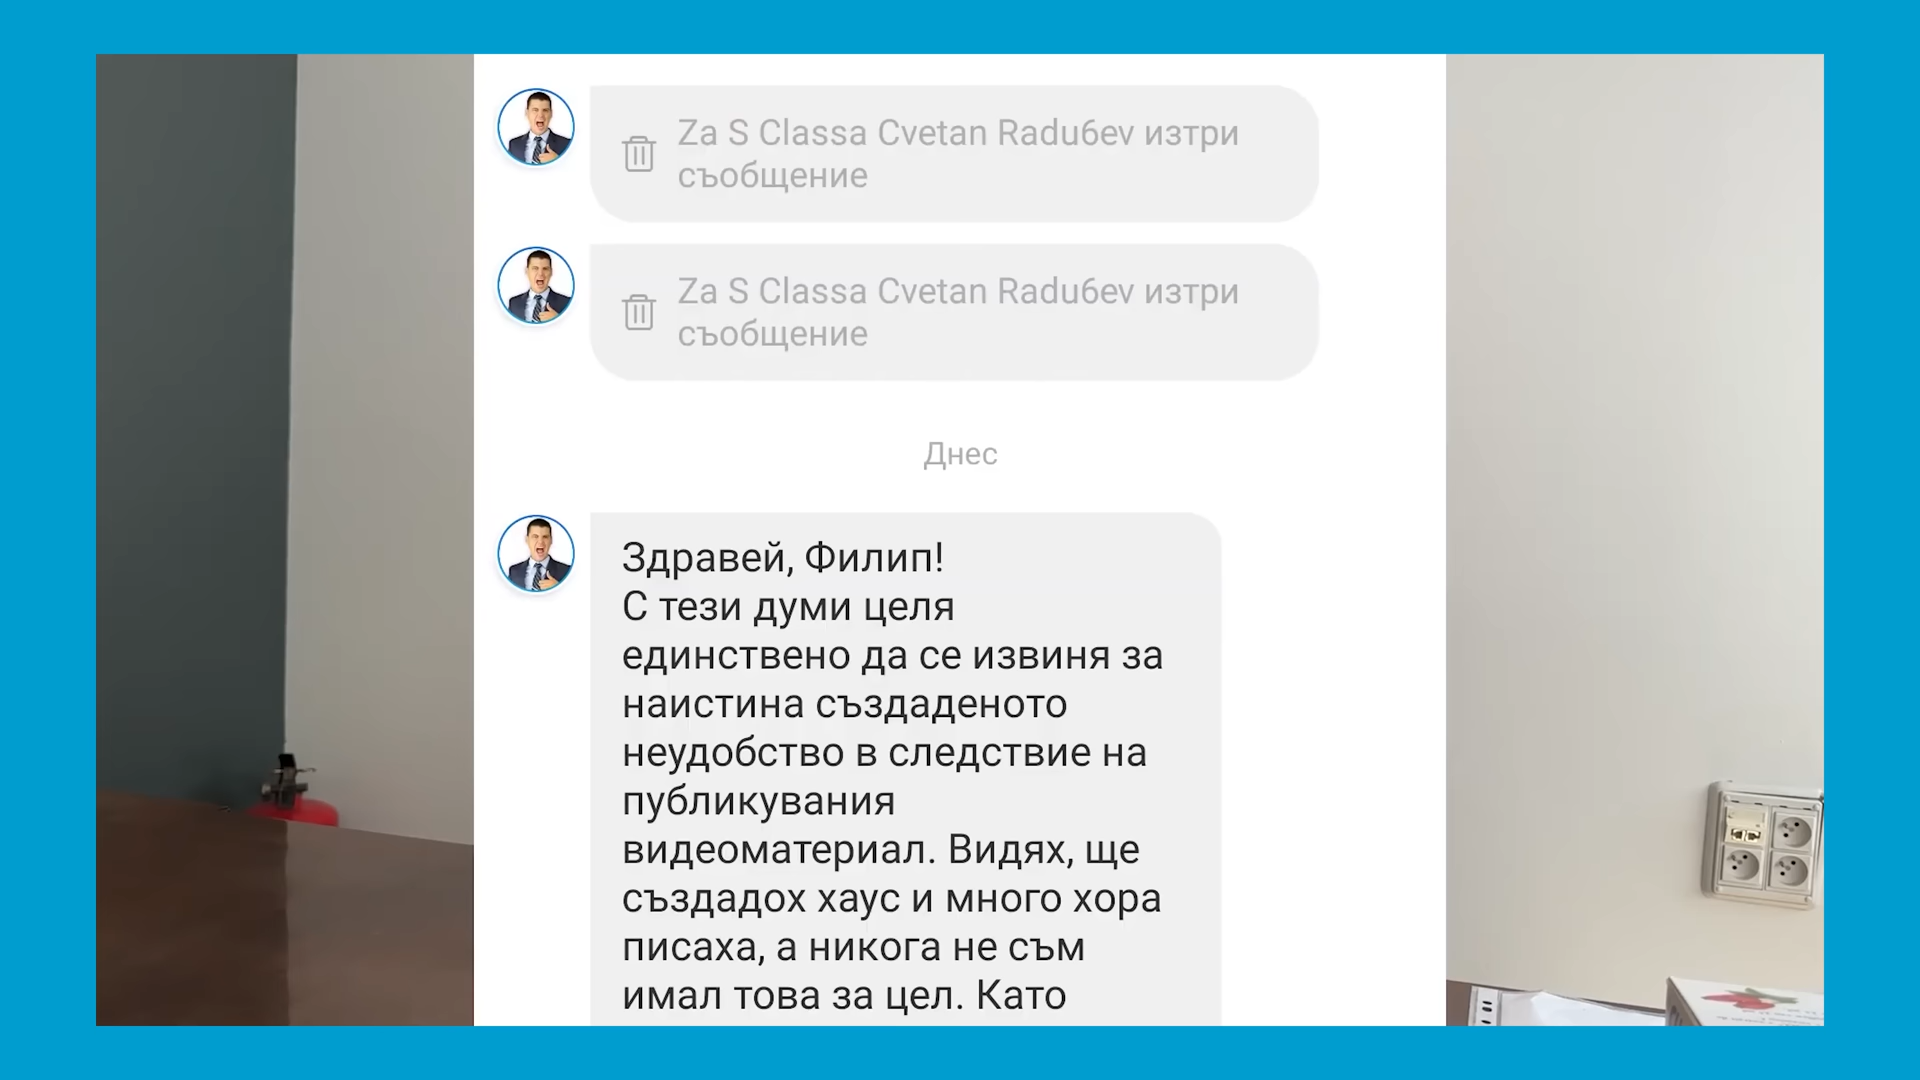 Za S Classa Cvetan Radu6ev изтри
съобщение
Za S Classa Cvetan Radu6ev изтри
съобщение
Днес
Здравей, Филип!
С тези думи целя
единствено да се извиня за
наистина създаденото
неудобство в следствие на
публикувания
видеоматериал. Видях, ще
създадох хаус и много хора
писаха, а никога не съм
имал това за цел. Като